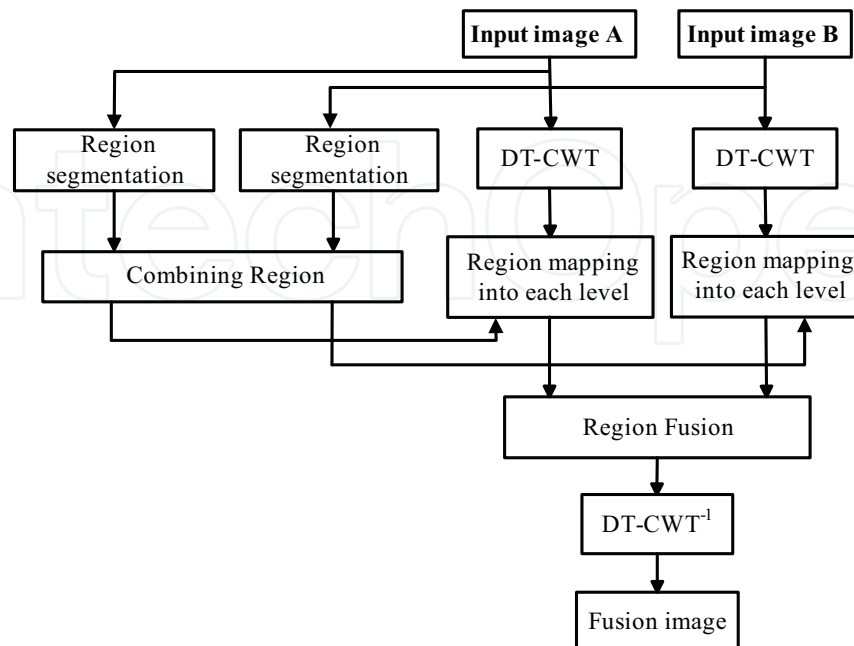 Input image A
Input image B
Region
segmentation
Region
segmentation
DT-CWT
DT-CWT
Combining Region
Region mapping
into each level
Region mapping
into each level
Region Fusion
DT-CWT-1
Fusion image